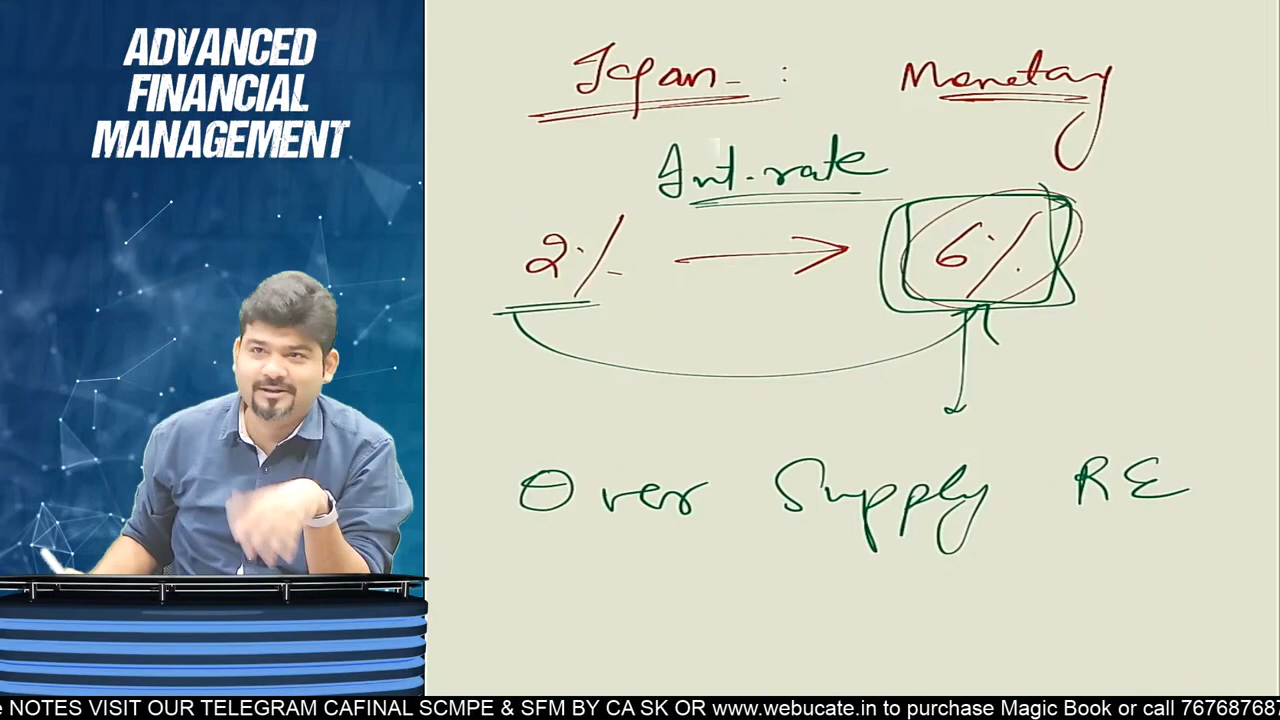 ADVANCED
FINANCIAL
MANAGEMENT
Japan - : Monetary
Int. rate
2% → 6%
Over Supply RE
NOTES VISIT OUR TELEGRAM CAFINAL SCMPE & SFM BY CA SK OR www.webucate.in to purchase Magic Book or call 767687687